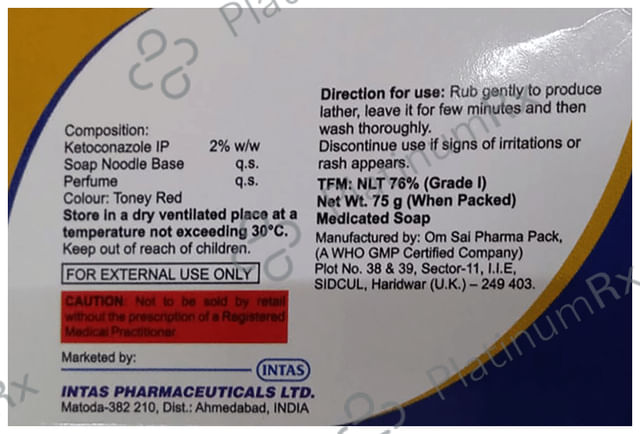 Composition:
Ketoconazole IP 2% w/w
Soap Noodle Base q.s.
Perfume q.s.
Colour: Toney Red
Store in a dry ventilated place at a
temperature not exceeding 30°C.
Keep out of reach of children.
FOR EXTERNAL USE ONLY
CAUTION: Not to be sold by retail
without the prescription of a Registered
Medical Practitioner.
Marketed by:
INTAS
INTAS PHARMACEUTICALS LTD.
Matoda-382 210, Dist.: Ahmedabad, INDIA
Direction for use: Rub gently to produce
lather, leave it for few minutes and then
wash thoroughly.
Discontinue use if signs of irritations or
rash appears.
TFM: NLT 76% (Grade I)
Net Wt. 75 g (When Packed)
Medicated Soap
Manufactured by: Om Sai Pharma Pack,
(A WHO GMP Certified Company)
Plot No. 38 & 39, Sector-11, I.I.E,
SIDCUL, Haridwar (U.K.) – 249 403.
PlatinumRx
PlatinumRx
PlatinumRx
Rx